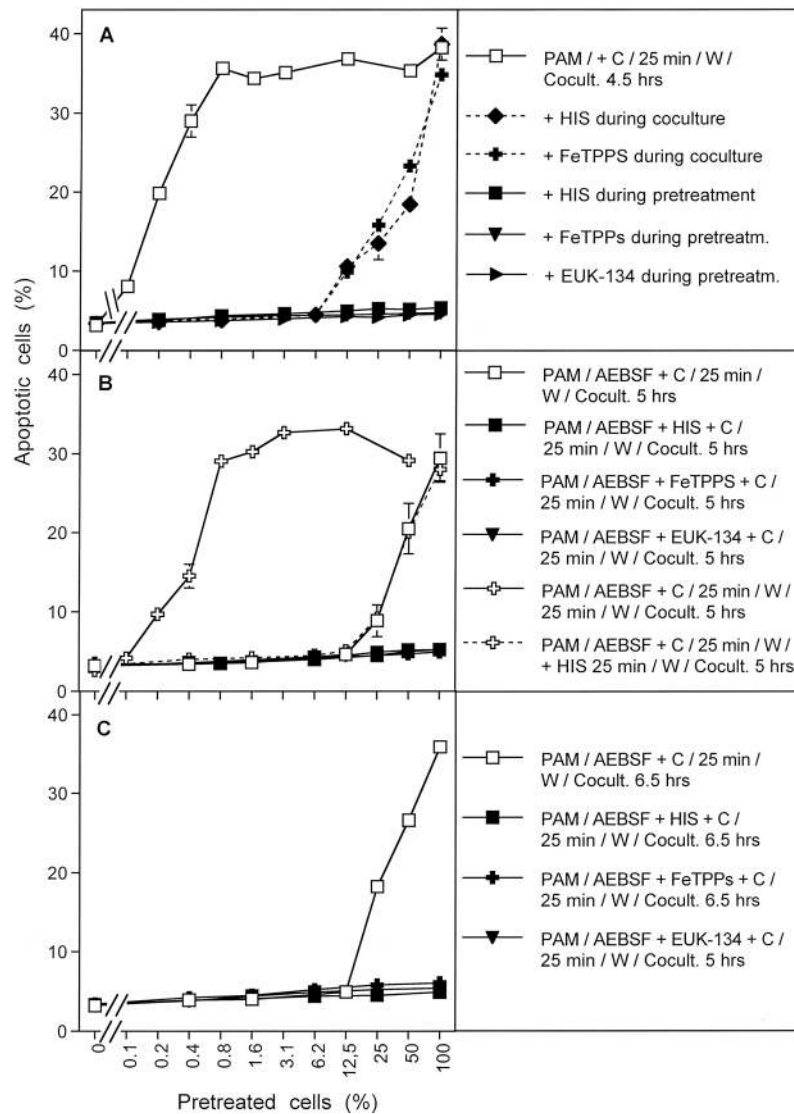 A
40
30
20
10
0
PAM / + C / 25 min / W /
Cocult. 4.5 hrs
+ HIS during coculture
+ FeTPPS during coculture
+ HIS during pretreatment
+ FeTPPs during pretreatm.
+ EUK-134 during pretreatm.
Apoptotic cells (%)
B
40
30
20
10
0
PAM / AEBSF + C / 25 min /
W / Cocult. 5 hrs
PAM / AEBSF + HIS + C /
25 min / W / Cocult. 5 hrs
PAM / AEBSF + FeTPPS + C /
25 min / W / Cocult. 5 hrs
PAM / AEBSF + EUK-134 + C /
25 min / W / Cocult. 5 hrs
PAM / AEBSF + C / 25 min / W /
25 min / W / Cocult. 5 hrs
PAM / AEBSF + C / 25 min / W /
+ HIS 25 min / W / Cocult. 5 hrs
C
40
30
20
10
0
PAM / AEBSF + C / 25 min /
W / Cocult. 6.5 hrs
PAM / AEBSF + HIS + C /
25 min / W / Cocult. 6.5 hrs
PAM / AEBSF + FeTPPs + C /
25 min / W / Cocult. 6.5 hrs
PAM / AEBSF + EUK-134 + C /
25 min / W / Cocult. 5 hrs
0 0.1 0.2 0.4 0.8 1.6 3.1 6.2 12,5 25 50 100
Pretreated cells (%)